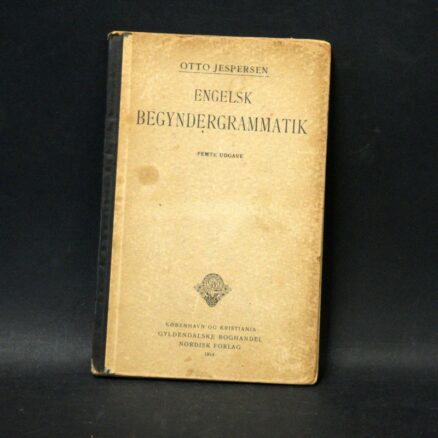 OTTO JESPERSEN
ENGELSK
BEGYNDERGRAMMATIK
FEMTE UDGAVE
KØBENHAVN OG KRISTIANIA
GYLDENDALSKE BOGHANDEL
NORDISK FORLAG